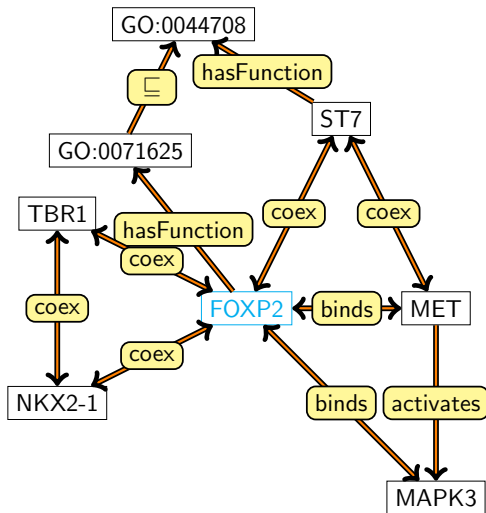 GO:0044708
hasFunction
⊑
ST7
GO:0071625
TBR1
hasFunction
coex
coex
coex
coex
FOXP2
binds
MET
coex
NKX2-1
binds
activates
MAPK3